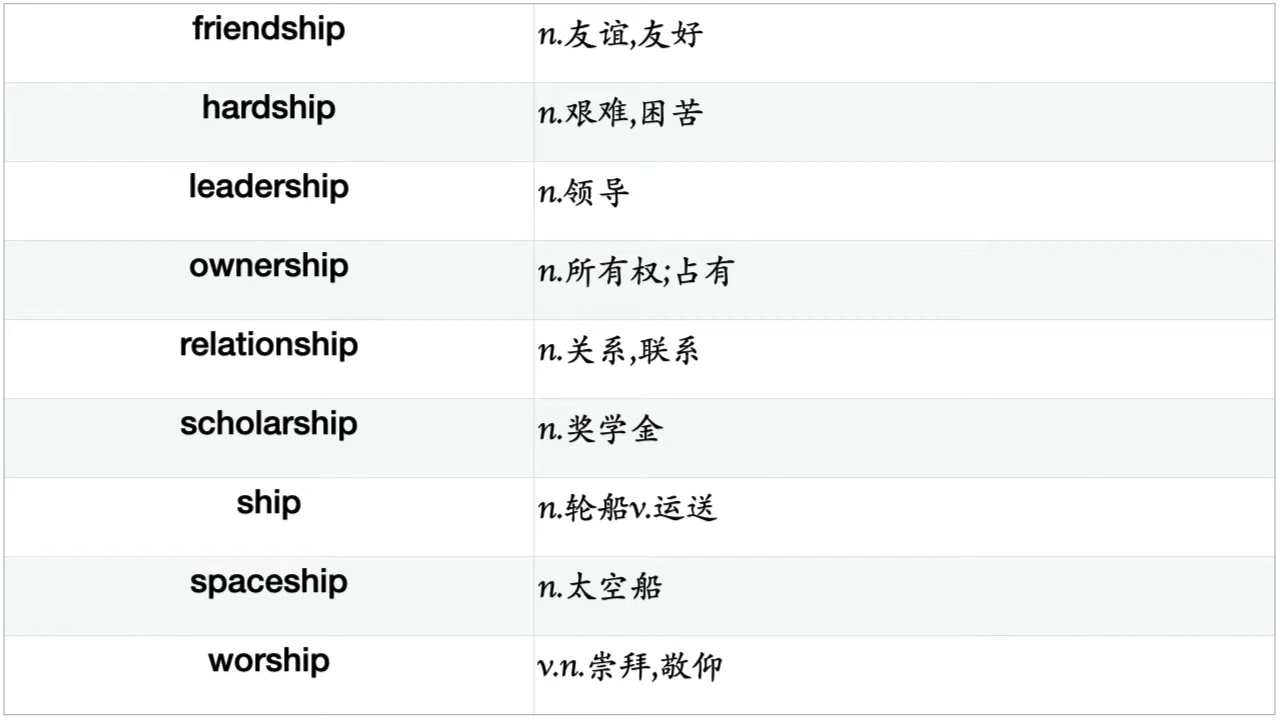 friendship n.友谊,友好
hardship n.艰难,困苦
leadership n.领导
ownership n.所有权;占有
relationship n.关系,联系
scholarship n.奖学金
ship n.轮船v.运送
spaceship n.太空船
worship v.n.崇拜,敬仰